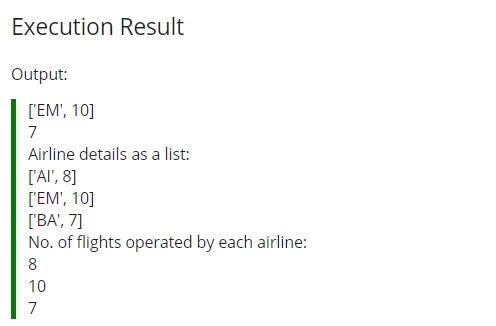 Execution Result
Output:
['EM', 10]
7
Airline details as a list:
['AI', 8]
['EM', 10]
['BA', 7]
No. of flights operated by each airline:
8
10
7